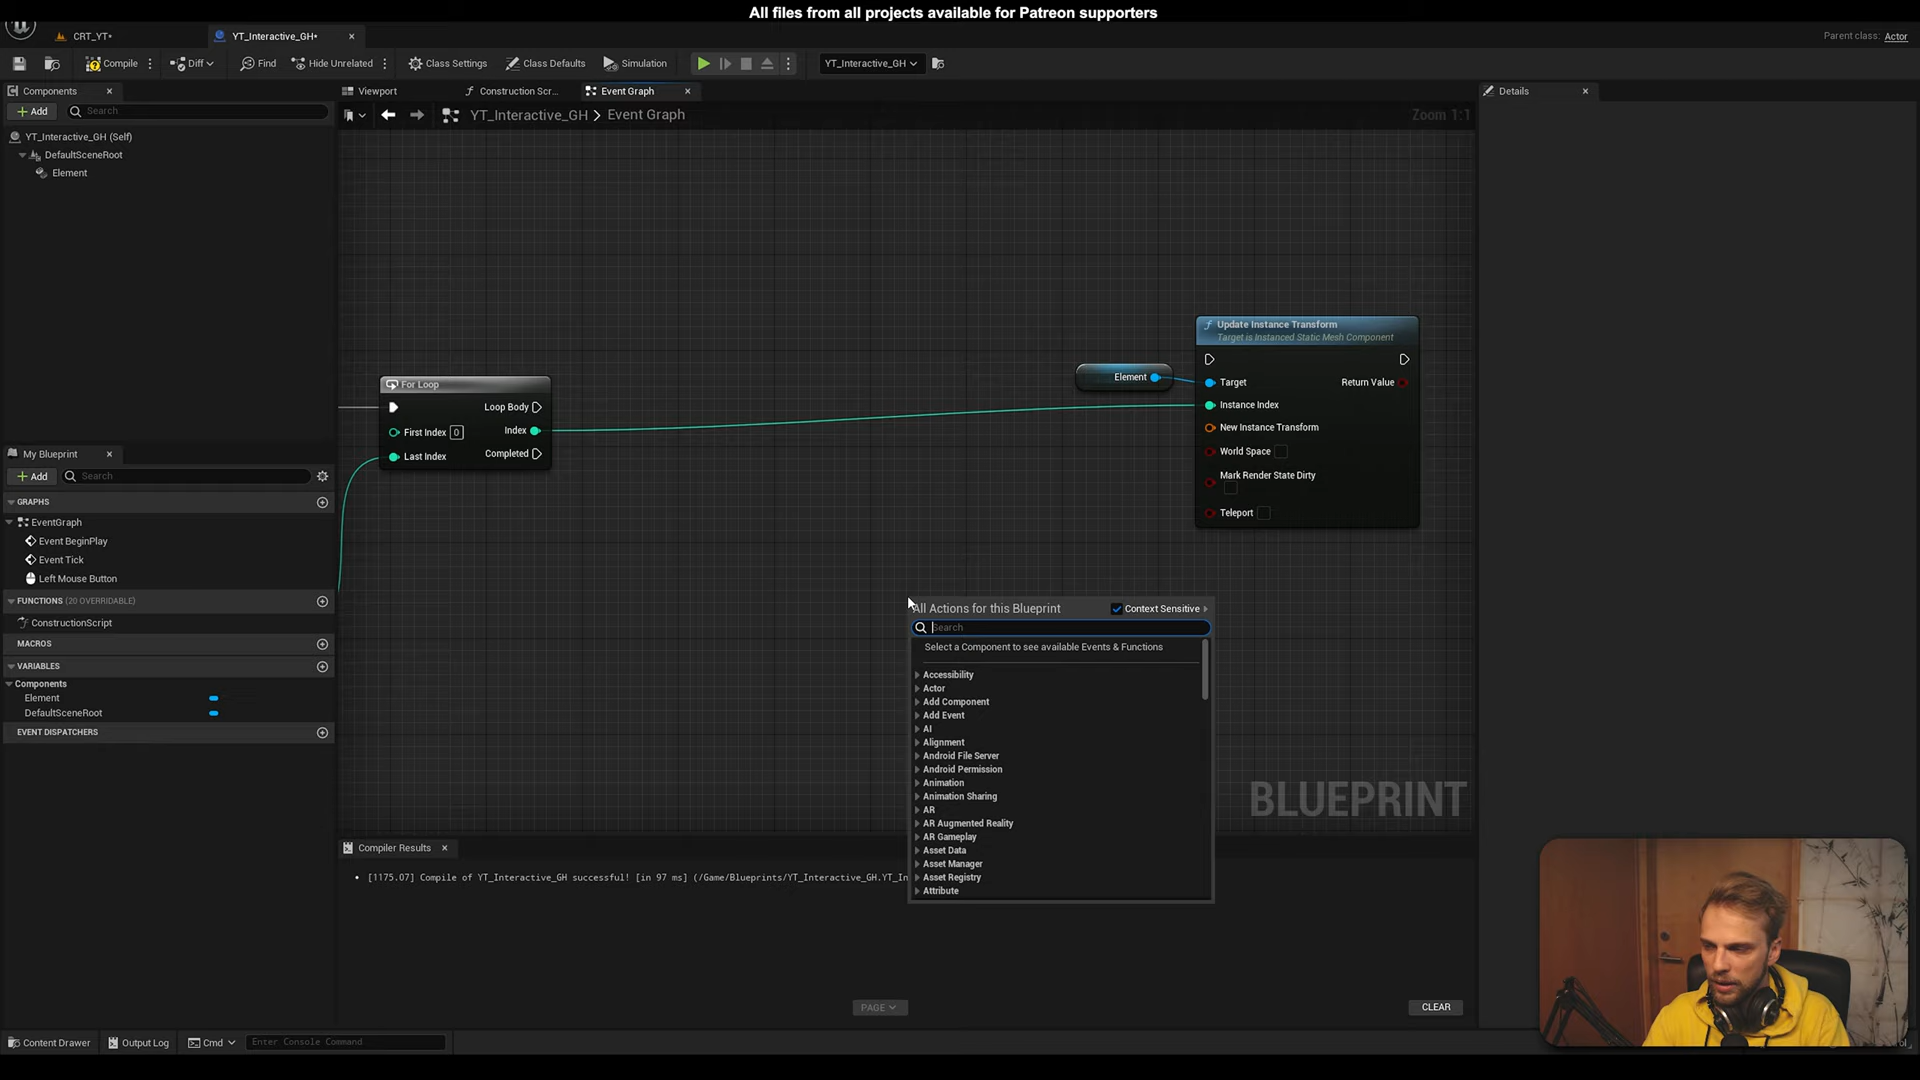 All files from all projects available for Patreon supporters
CRT_YT*
YT_Interactive_GH*
Parent class: Actor
Compile
Diff
Find
Hide Unrelated
Class Settings
Class Defaults
Simulation
YT_Interactive_GH
Components
Viewport
Construction Scr...
Event Graph
Details
Add
Search
YT_Interactive_GH > Event Graph
Zoom 1:1
YT_Interactive_GH (Self)
DefaultSceneRoot
Element
Update Instance Transform
Target is Instanced Static Mesh Component
Element
Target
Return Value
Instance Index
New Instance Transform
World Space
Mark Render State Dirty
Teleport
For Loop
Loop Body
First Index 0
Index
Last Index
Completed
My Blueprint
Add
Search
GRAPHS
EventGraph
Event BeginPlay
Event Tick
Left Mouse Button
FUNCTIONS (20 OVERRIDABLE)
ConstructionScript
MACROS
VARIABLES
Components
Element
DefaultSceneRoot
EVENT DISPATCHERS
All Actions for this Blueprint
Context Sensitive
Search
Select a Component to see available Events & Functions
Accessibility
Actor
Add Component
Add Event
AI
Alignment
Android File Server
Android Permission
Animation
Animation Sharing
AR
AR Augmented Reality
AR Gameplay
Asset Data
Asset Manager
Asset Registry
Attribute
BLUEPRINT
Compiler Results
[1175.07] Compile of YT_Interactive_GH successful! [in 97 ms] (/Game/Blueprints/YT_Interactive_GH.YT_In
PAGE
CLEAR
Content Drawer
Output Log
Cmd
Enter Console Command